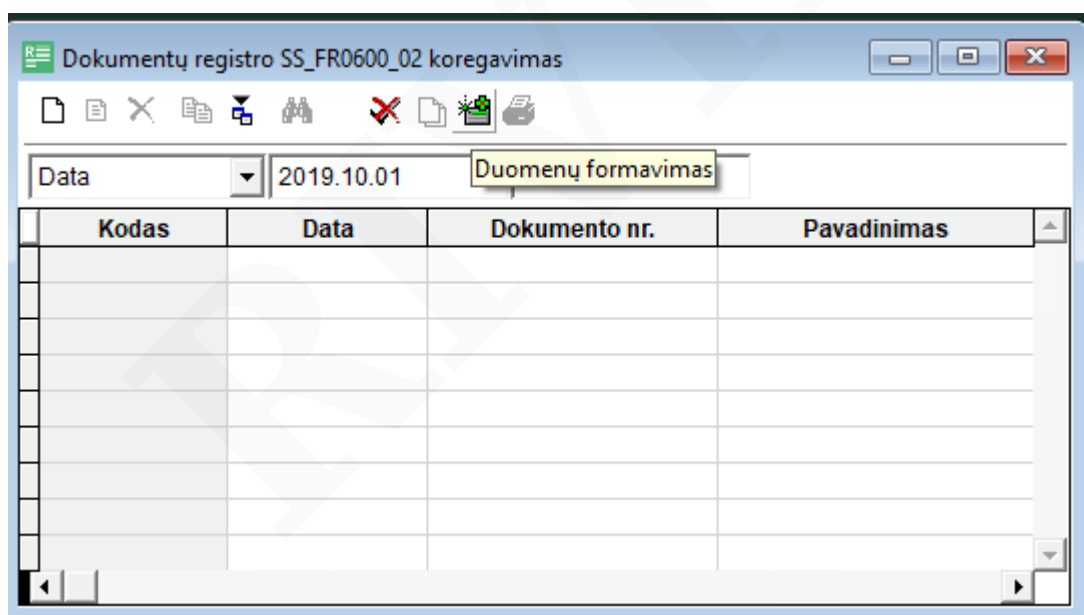 Dokumentų registro SS_FR0600_02 koregavimas
Data 2019.10.01 Duomenų formavimas
Kodas Data Dokumento nr. Pavadinimas